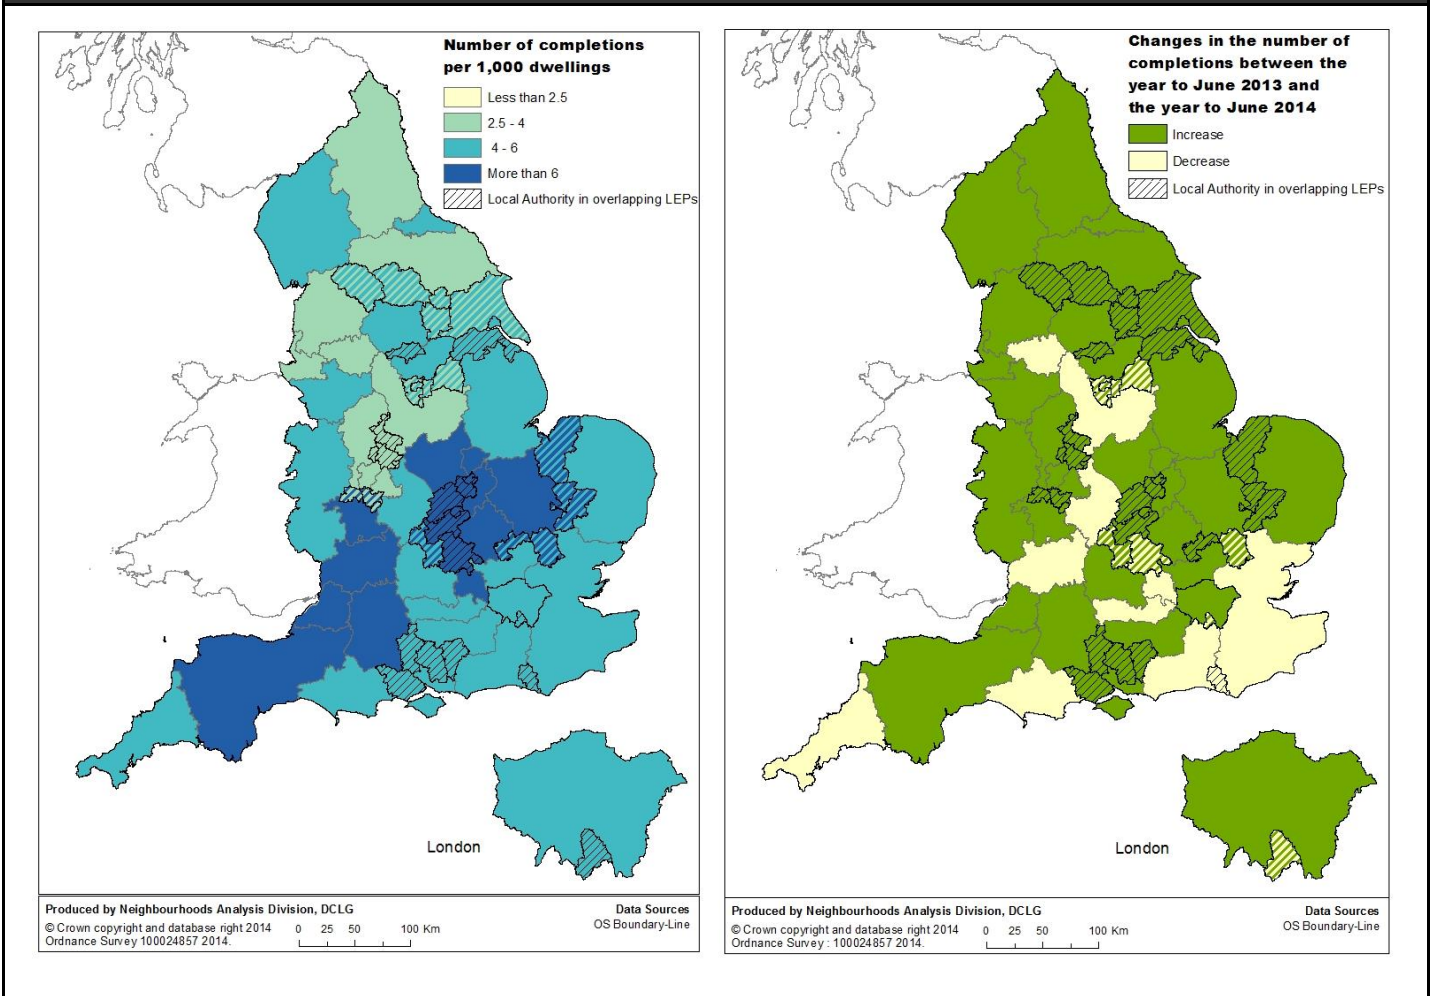 Number of completions
per 1,000 dwellings
Less than 2.5
2.5 - 4
4 - 6
More than 6
Local Authority in overlapping LEPs
London
Produced by Neighbourhoods Analysis Division, DCLG
Data Sources
© Crown copyright and database right 2014
OS Boundary-Line
Ordnance Survey 100024857 2014.
0 25 50 100 Km
Changes in the number of
completions between the
year to June 2013 and
the year to June 2014
Increase
Decrease
Local Authority in overlapping LEPs
London
Produced by Neighbourhoods Analysis Division, DCLG
Data Sources
© Crown copyright and database right 2014
OS Boundary-Line
Ordnance Survey : 100024857 2014.
0 25 50 100 Km